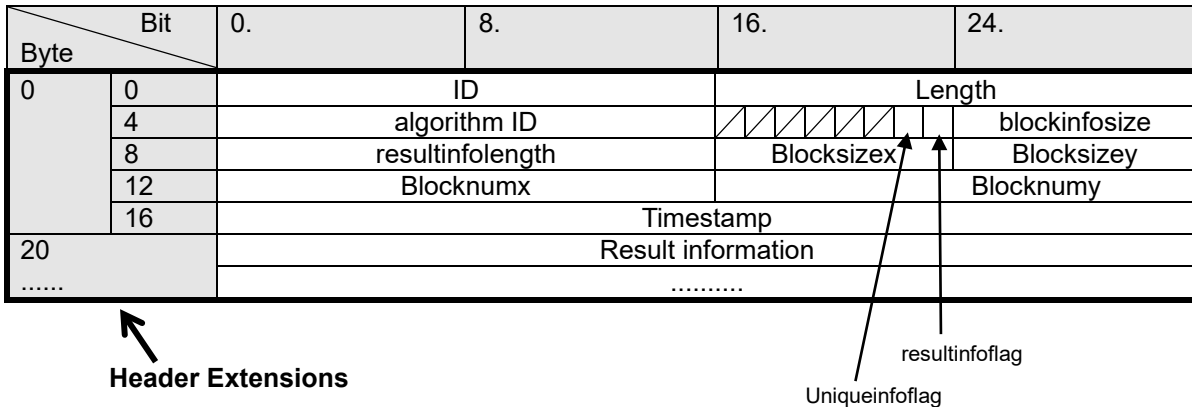 Bit 0. 8. 16. 24.
Byte
0 0 ID Length
4 algorithm ID blockinfosize
8 resultinfolength Blocksizex Blocksizey
12 Blocknumx Blocknumy
16 Timestamp
20 Result information
...... ..........
resultinfoflag
Header Extensions
Uniqueinfoflag